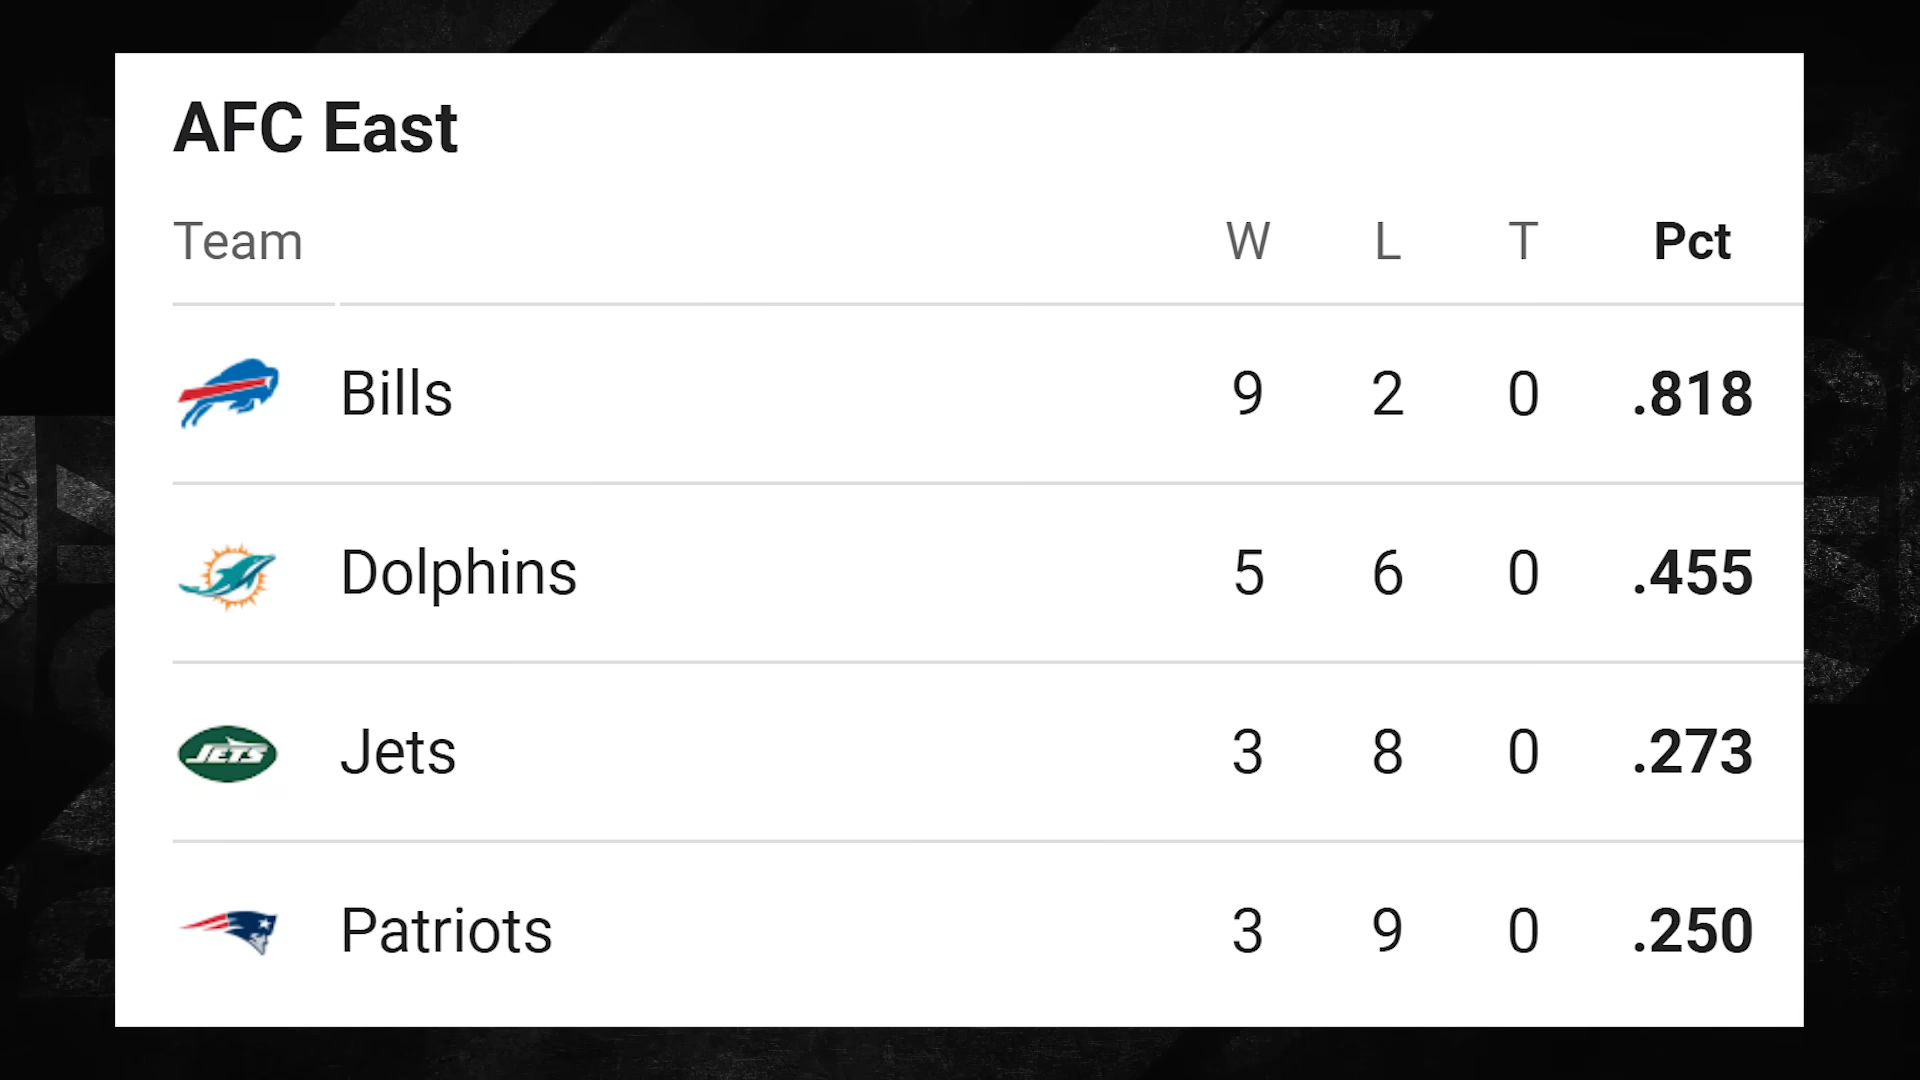 AFC East
Team W L T Pct
Bills 9 2 0 .818
Dolphins 5 6 0 .455
JETS Jets 3 8 0 .273
Patriots 3 9 0 .250